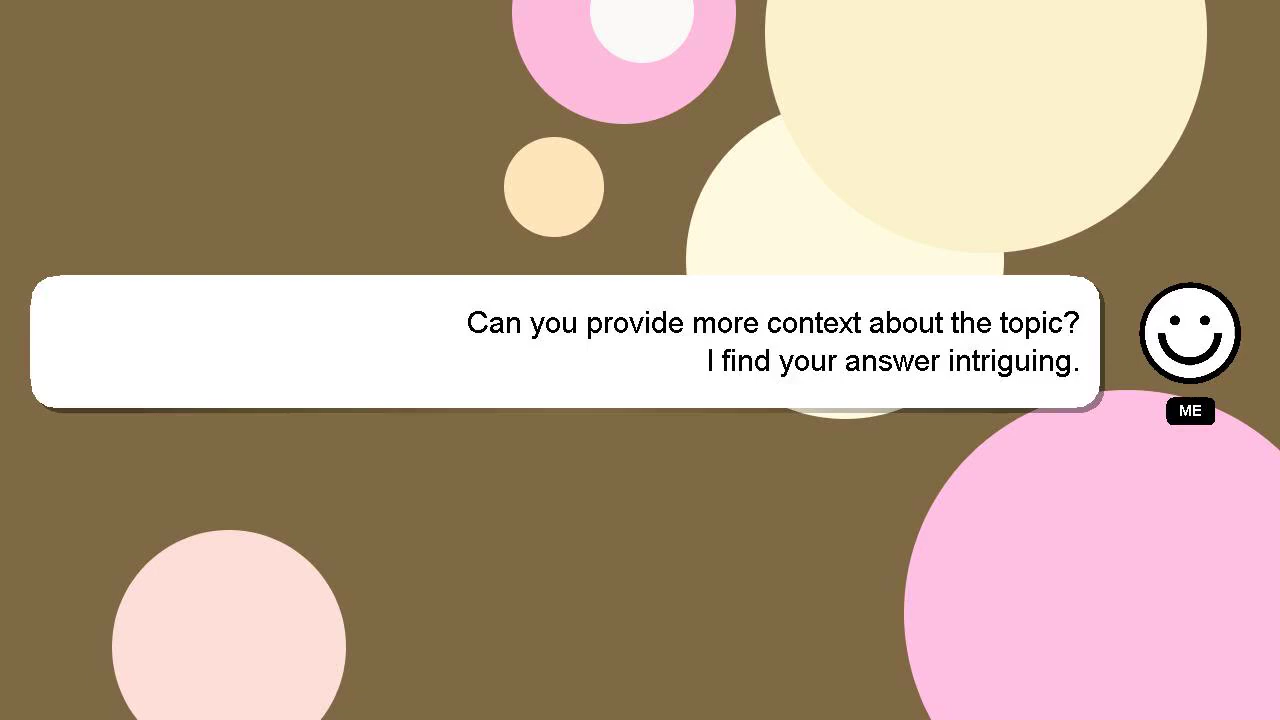 Can you provide more context about the topic?
I find your answer intriguing.
ME